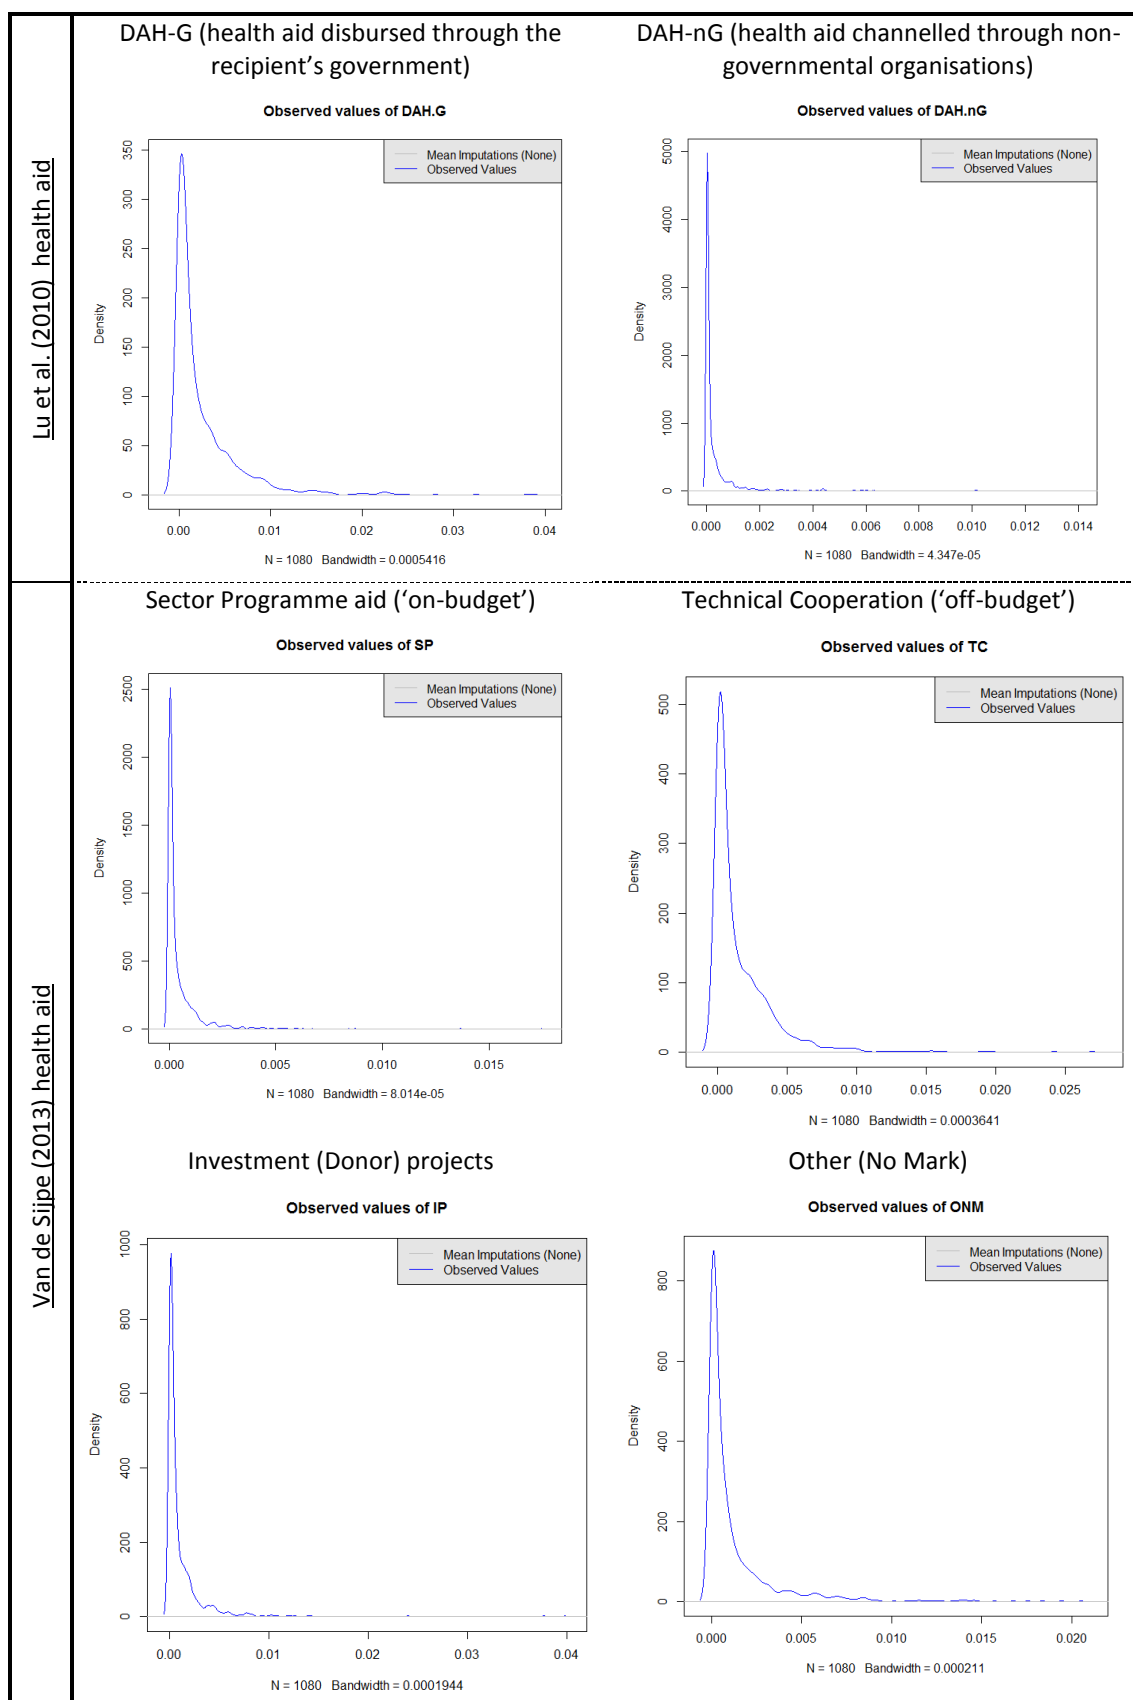 DAH-G (health aid disbursed through the
recipient's government)
DAH-nG (health aid channelled through non-
governmental organisations)
Lu et al. (2010) health aid
Observed values of DAH.G
Mean Imputations (None)
Observed Values
Density
350
300
250
200
150
100
50
0
0.00 0.01 0.02 0.03 0.04
N = 1080 Bandwidth = 0.0005416
Observed values of DAH.nG
Mean Imputations (None)
Observed Values
Density
5000
4000
3000
2000
1000
0
0.000 0.002 0.004 0.006 0.008 0.010 0.012 0.014
N = 1080 Bandwidth = 4.347e-05
Van de Sijpe (2013) health aid
Sector Programme aid (‘on-budget’)
Observed values of SP
Mean Imputations (None)
Observed Values
Density
2500
2000
1500
1000
500
0
0.000 0.005 0.010 0.015
N = 1080 Bandwidth = 8.014e-05
Technical Cooperation (‘off-budget’)
Observed values of TC
Mean Imputations (None)
Observed Values
Density
500
400
300
200
100
0
0.000 0.005 0.010 0.015 0.020 0.025
N = 1080 Bandwidth = 0.0003641
Investment (Donor) projects
Observed values of IP
Mean Imputations (None)
Observed Values
Density
1000
800
600
400
200
0
0.00 0.01 0.02 0.03 0.04
N = 1080 Bandwidth = 0.0001944
Other (No Mark)
Observed values of ONM
Mean Imputations (None)
Observed Values
Density
800
600
400
200
0
0.000 0.005 0.010 0.015 0.020
N = 1080 Bandwidth = 0.000211